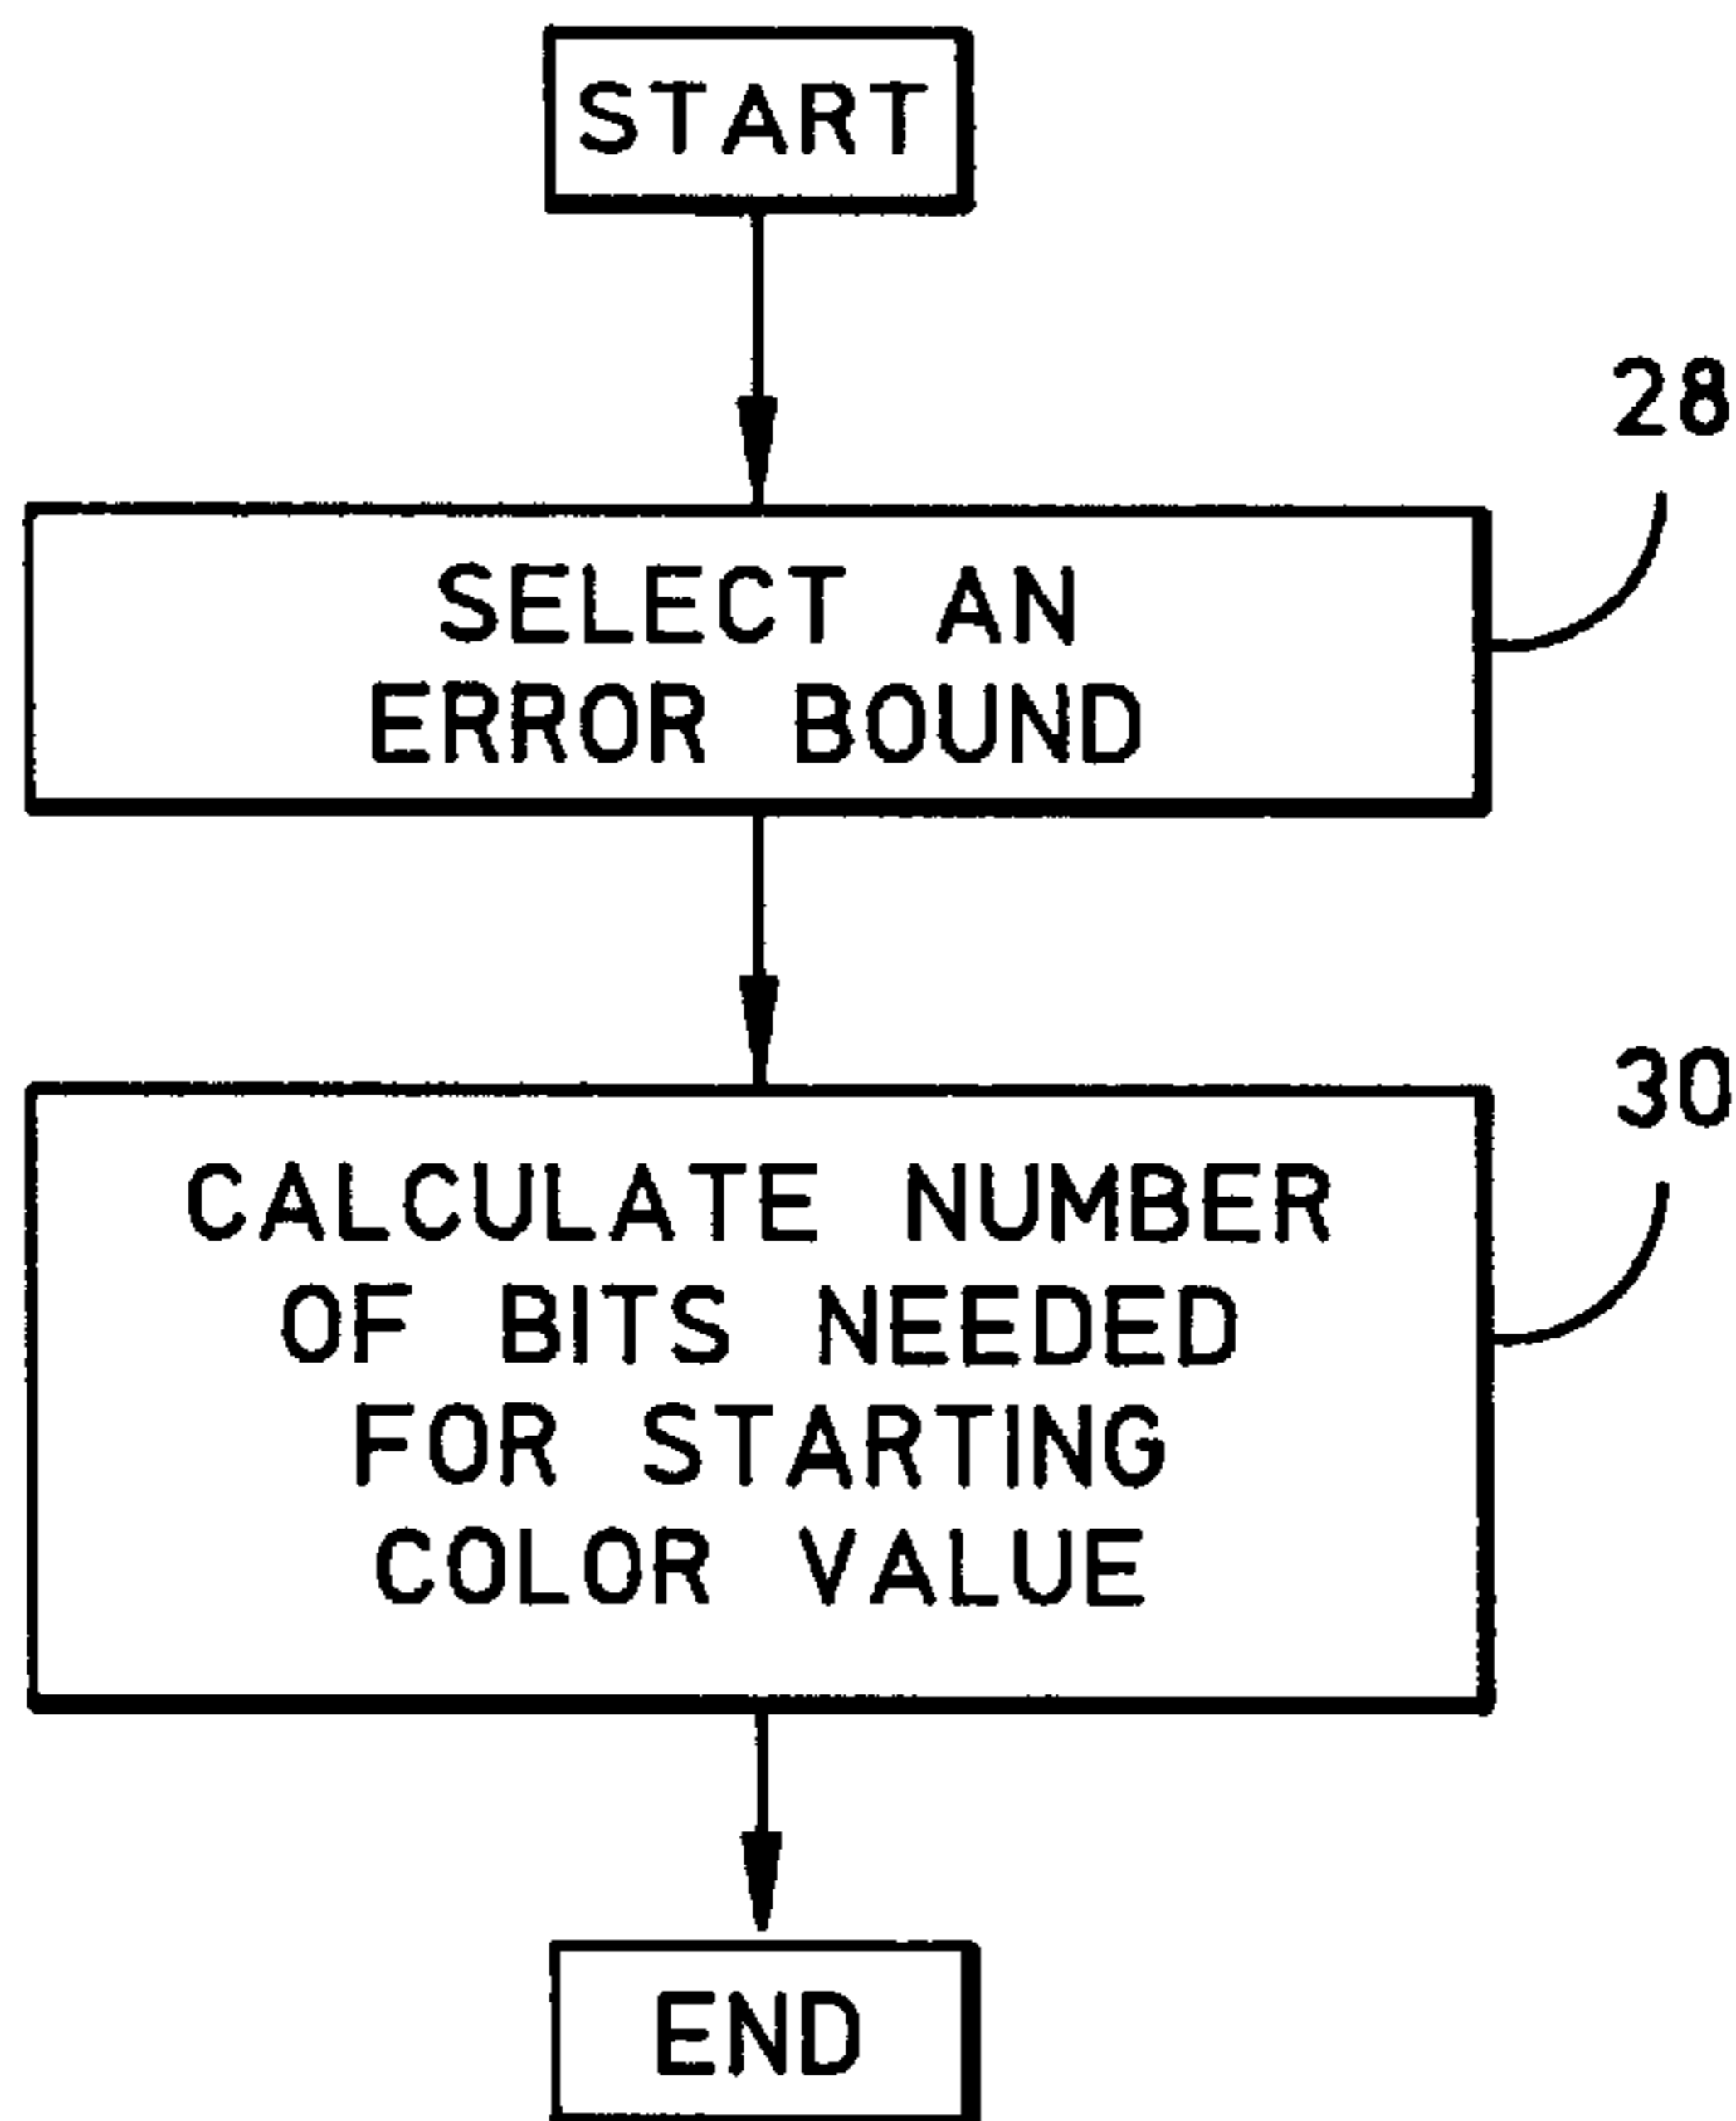 START
28
SELECT AN
ERROR BOUND
30
CALCULATE NUMBER
OF BITS NEEDED
FOR STARTING
COLOR VALUE
END